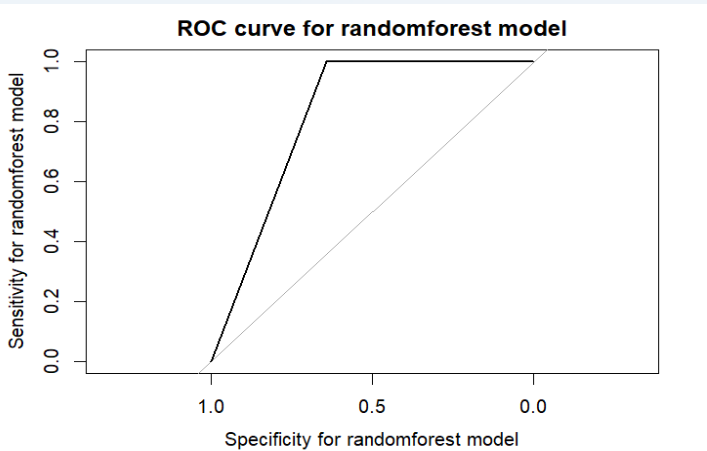 ROC curve for randomforest model
Sensitivity for randomforest model
1.0
0.8
0.6
0.4
0.2
0.0
1.0 0.5 0.0
Specificity for randomforest model